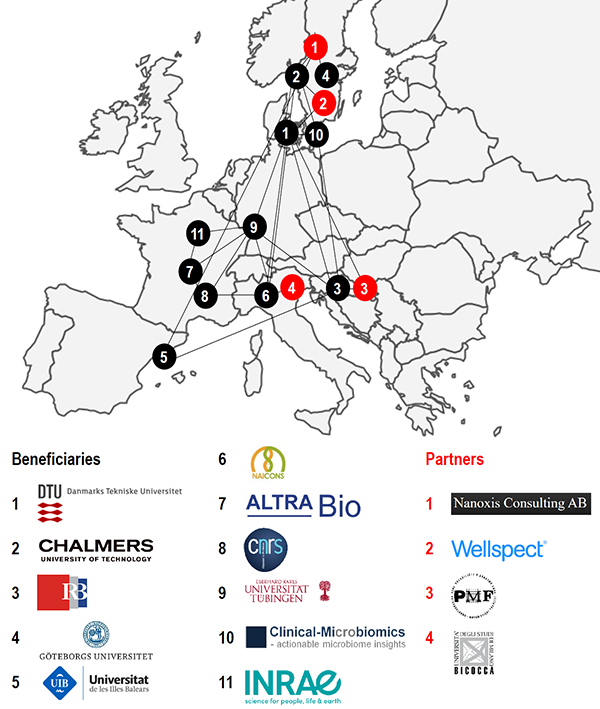 1
2
4
2
1
10
9
11
7
8
6
4
3
3
5
Beneficiaries
1
DTU Danmarks Tekniske Universitet
2
CHALMERS
UNIVERSITY OF TECHNOLOGY
3
RB
4
GÖTEBORGS UNIVERSITET
5
UIB
Universitat
de les Illes Balears
6
NAICONS
7
ALTRA Bio
8
cnrs
9
EBERHARD KARLS
UNIVERSITÄT
TÜBINGEN
10
Clinical-Microbiomics
- actionable microbiome insights
11
INRAE
science for people, life & earth
Partners
1
Nanoxis Consulting AB
2
Wellspect®
3
PMF
4
UNIVERSITÀ
DEGLI STUDI
DI MILANO
BICOCCA